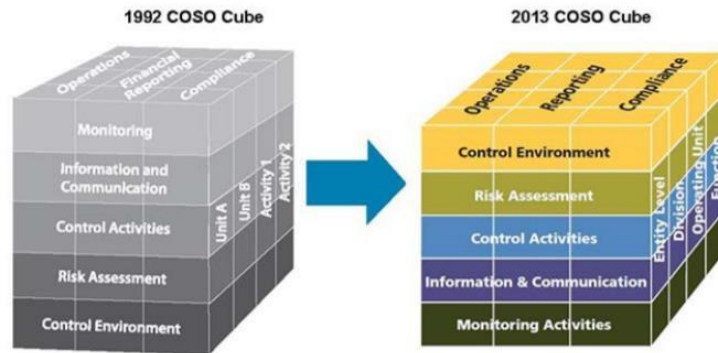 1992 COSO Cube
2013 COSO Cube
Operations
Financial
Reporting
Compliance
Monitoring
Information and
Communication
Control Activities
Risk Assessment
Control Environment
Unit A
Unit B
Activity 1
Activity 2
Operations
Reporting
Compliance
Control Environment
Risk Assessment
Control Activities
Information & Communication
Monitoring Activities
Entity Level
Division
Operating Unit
Function